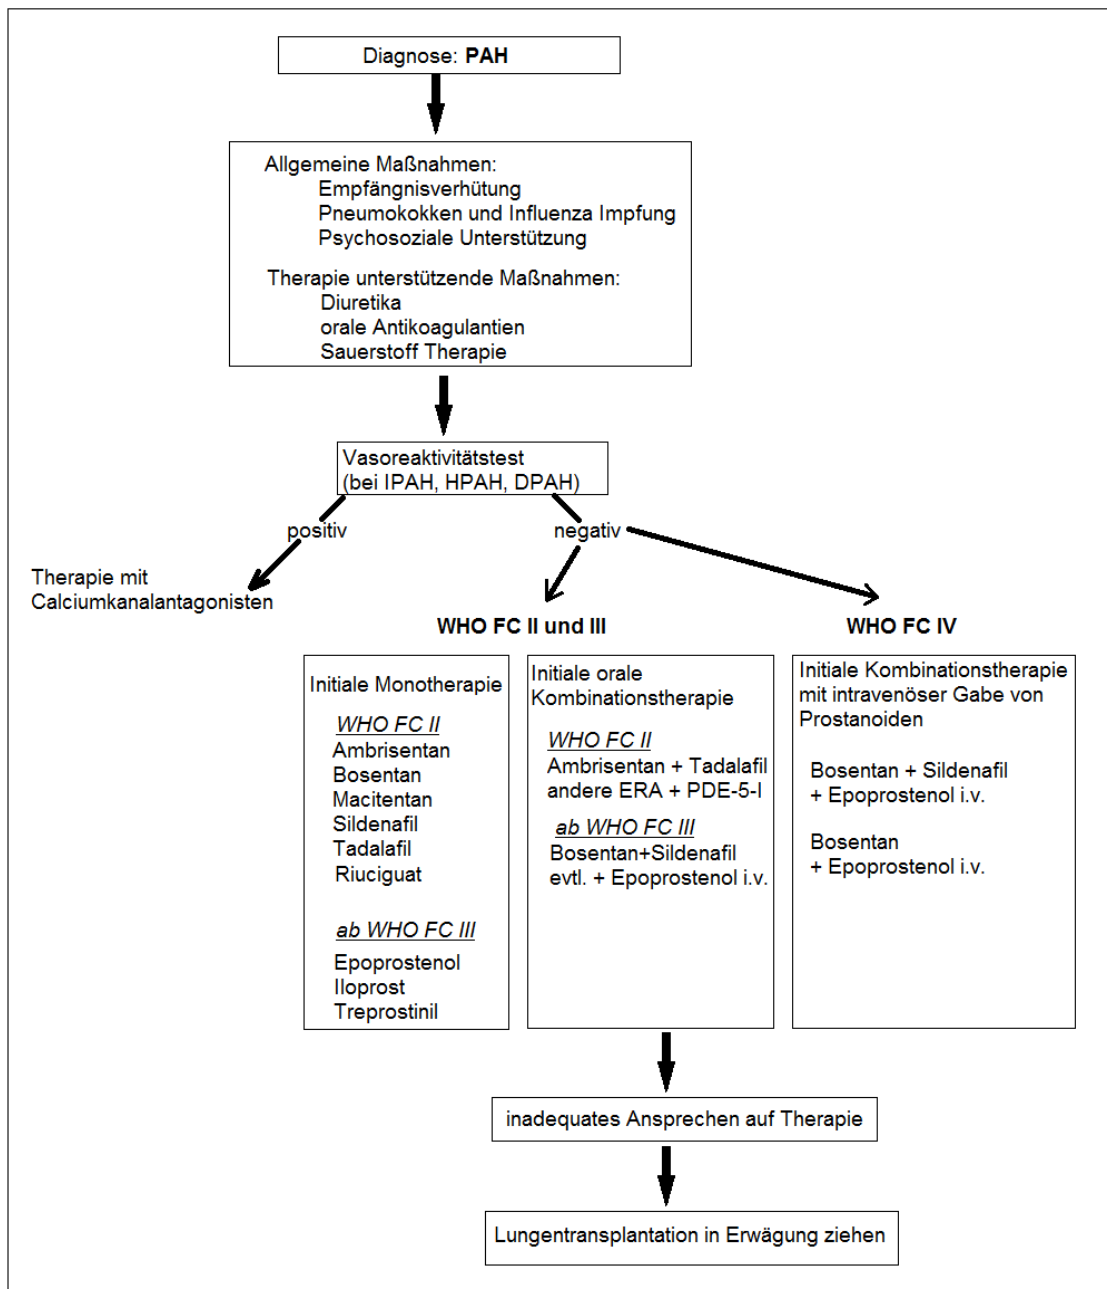 Diagnose: PAH
Allgemeine Maßnahmen:
Empfängnisverhütung
Pneumokokken und Influenza Impfung
Psychosoziale Unterstützung
Therapie unterstützende Maßnahmen:
Diuretika
orale Antikoagulantien
Sauerstoff Therapie
Vasoreaktivitätstest
(bei IPAH, HPAH, DPAH)
positiv
negativ
Therapie mit
Calciumkanalantagonisten
WHO FC II und III
WHO FC IV
Initiale Monotherapie
WHO FC II
Ambrisentan
Bosentan
Macitentan
Sildenafil
Tadalafil
Riuciguat
ab WHO FC III
Epoprostenol
Iloprost
Treprostinil
Initiale orale
Kombinationstherapie
WHO FC II
Ambrisentan + Tadalafil
andere ERA + PDE-5-I
ab WHO FC III
Bosentan+Sildenafil
evtl. + Epoprostenol i.v.
Initiale Kombinationstherapie
mit intravenöser Gabe von
Prostanoiden
Bosentan + Sildenafil
+ Epoprostenol i.v.
Bosentan
+ Epoprostenol i.v.
inadequates Ansprechen auf Therapie
Lungentransplantation in Erwägung ziehen